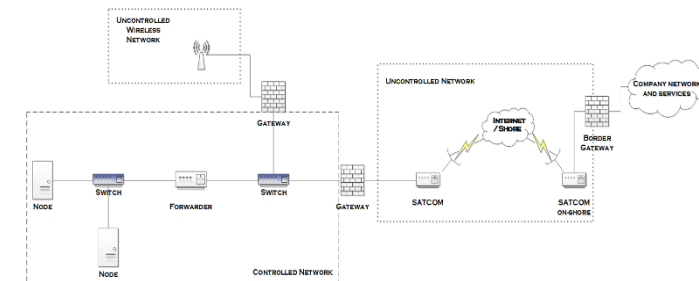 UNCONTROLLED
WIRELESS
NETWORK
GATEWAY
UNCONTROLLED NETWORK
COMPANY NETWORK
AND SERVICES
INTERNET
/SHORE
BORDER
GATEWAY
NODE
SWITCH
FORWARDER
SWITCH
GATEWAY
SATCOM
SATCOM
ON-SHORE
NODE
CONTROLLED NETWORK